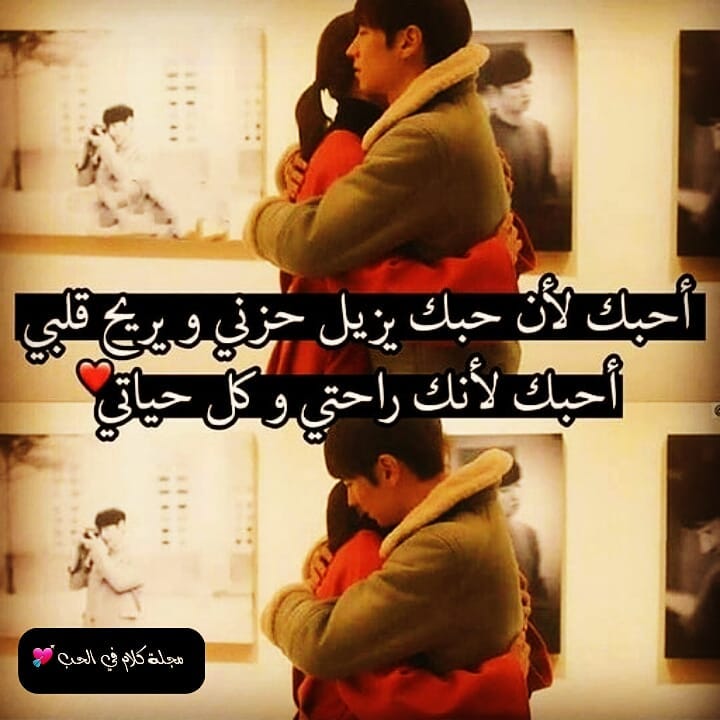 أحبك لأن حبك يزيل حزني و يريح قلبي
أحبك لأنك راحتي و كل حياتي❤️
مجلة كلام في الحب 💘